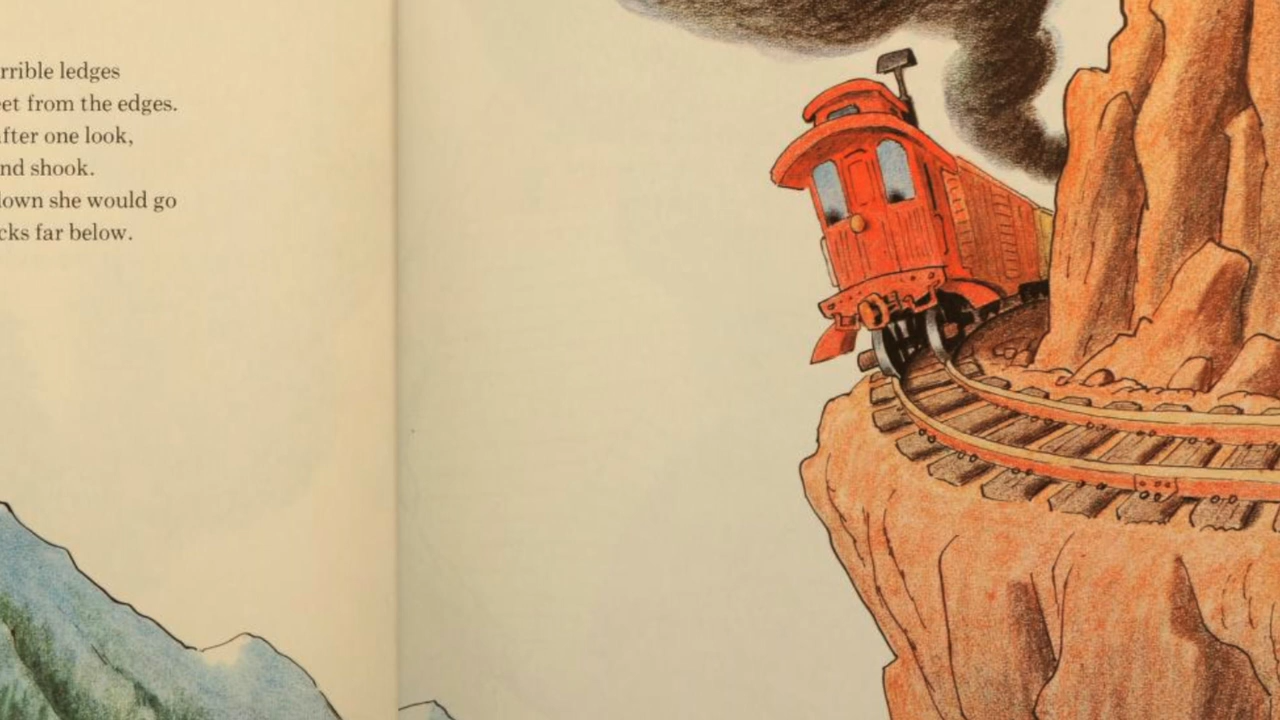 rrible ledges
eet from the edges.
after one look,
nd shook.
down she would go
cks far below.